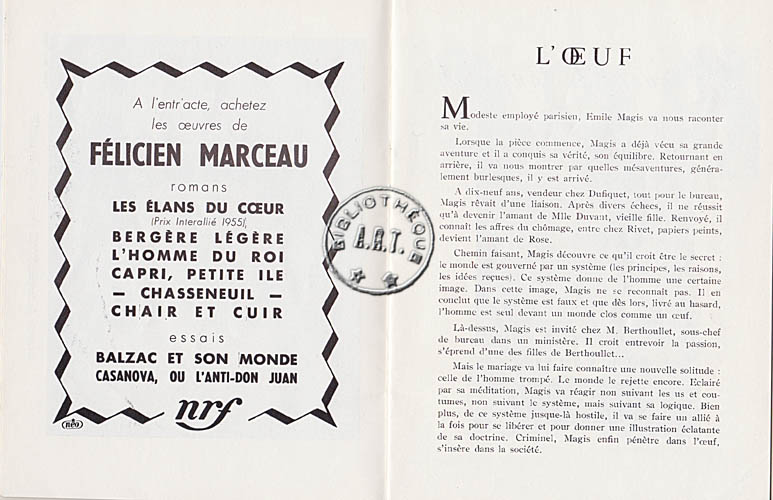 A l'entr'acte, achetez
les œuvres de
FÉLICIEN MARCEAU
romans
LES ÉLANS DU CŒUR
(Prix Interallié 1955),
BERGÈRE LÉGÈRE
L'HOMME DU ROI
CAPRI, PETITE ILE
— CHASSENEUIL —
CHAIR ET CUIR
essais
BALZAC ET SON MONDE
CASANOVA, OU L'ANTI-DON JUAN
nrf
néo
BIBLIOTHÈQUE
A.R.T.
L'ŒUF
Modeste employé parisien, Emile Magis va nous raconter
sa vie.
Lorsque la pièce commence, Magis a déjà vécu sa grande
aventure et il a conquis sa vérité, son équilibre. Retournant en
arrière, il va nous montrer par quelles mésaventures, généra-
lement burlesques, il y est arrivé.
A dix-neuf ans, vendeur chez Dufiquet, tout pour le bureau,
Magis rêvait d'une liaison. Après divers échecs, il ne réussit
qu'à devenir l'amant de Mlle Duvant, vieille fille. Renvoyé, il
connaît les affres du chômage, entre chez Rivet, papiers peints,
devient l'amant de Rose.
Chemin faisant, Magis découvre ce qu'il croit être le secret :
le monde est gouverné par un système (les principes, les raisons,
les idées reçues). Ce système donne de l'homme une certaine
image. Dans cette image, Magis ne se reconnaît pas. Il en
conclut que le système est faux et que dès lors, livré au hasard,
l'homme est seul devant un monde clos comme un œuf.
Là-dessus, Magis est invité chez M. Berthoullet, sous-chef
de bureau dans un ministère. Il croit entrevoir la passion,
s'éprend d'une des filles de Berthoullet...
Mais le mariage va lui faire connaître une nouvelle solitude :
celle de l'homme trompé. Le monde le rejette encore. Eclairé
par sa méditation, Magis va réagir non suivant les us et cou-
tumes, non suivant le système, mais suivant sa logique. Bien
plus, de ce système jusque-là hostile, il va se faire un allié à
la fois pour se libérer et pour donner une illustration éclatante
de sa doctrine. Criminel, Magis enfin pénètre dans l'œuf,
s'insère dans la société.